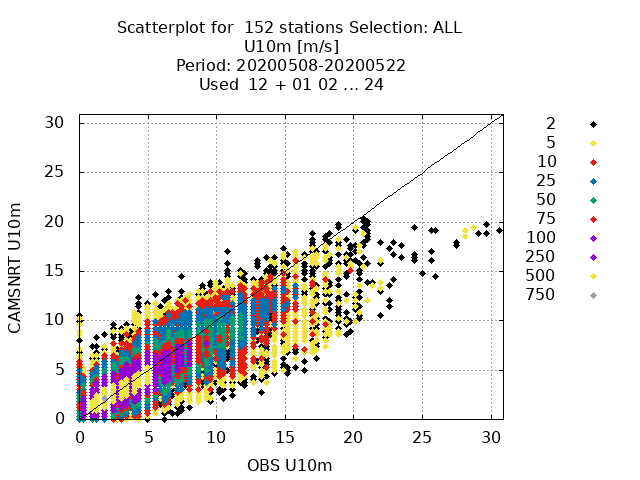 Scatterplot for  152 stations Selection: ALL
U10m [m/s]
Period: 20200508-20200522
Used  12 + 01 02 ... 24
CAMSNRT U10m
30
25
20
15
10
5
0
0 5 10 15 20 25 30
OBS U10m
2
5
10
25
50
75
100
250
500
750